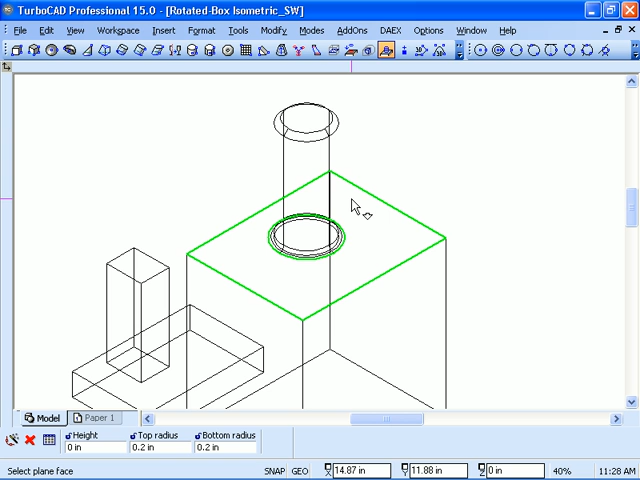 TurboCAD Professional 15.0 - [Rotated-Box Isometric_SW]
File Edit View Workspace Insert Format Tools Modify Modes AddOns DAEX Options Window Help
Model Paper 1
Height Top radius Bottom radius
0 in 0.2 in 0.2 in
Select plane face SNAP GEO X 14.87 in Y 11.88 in Z 0 in 40% 11:28 AM